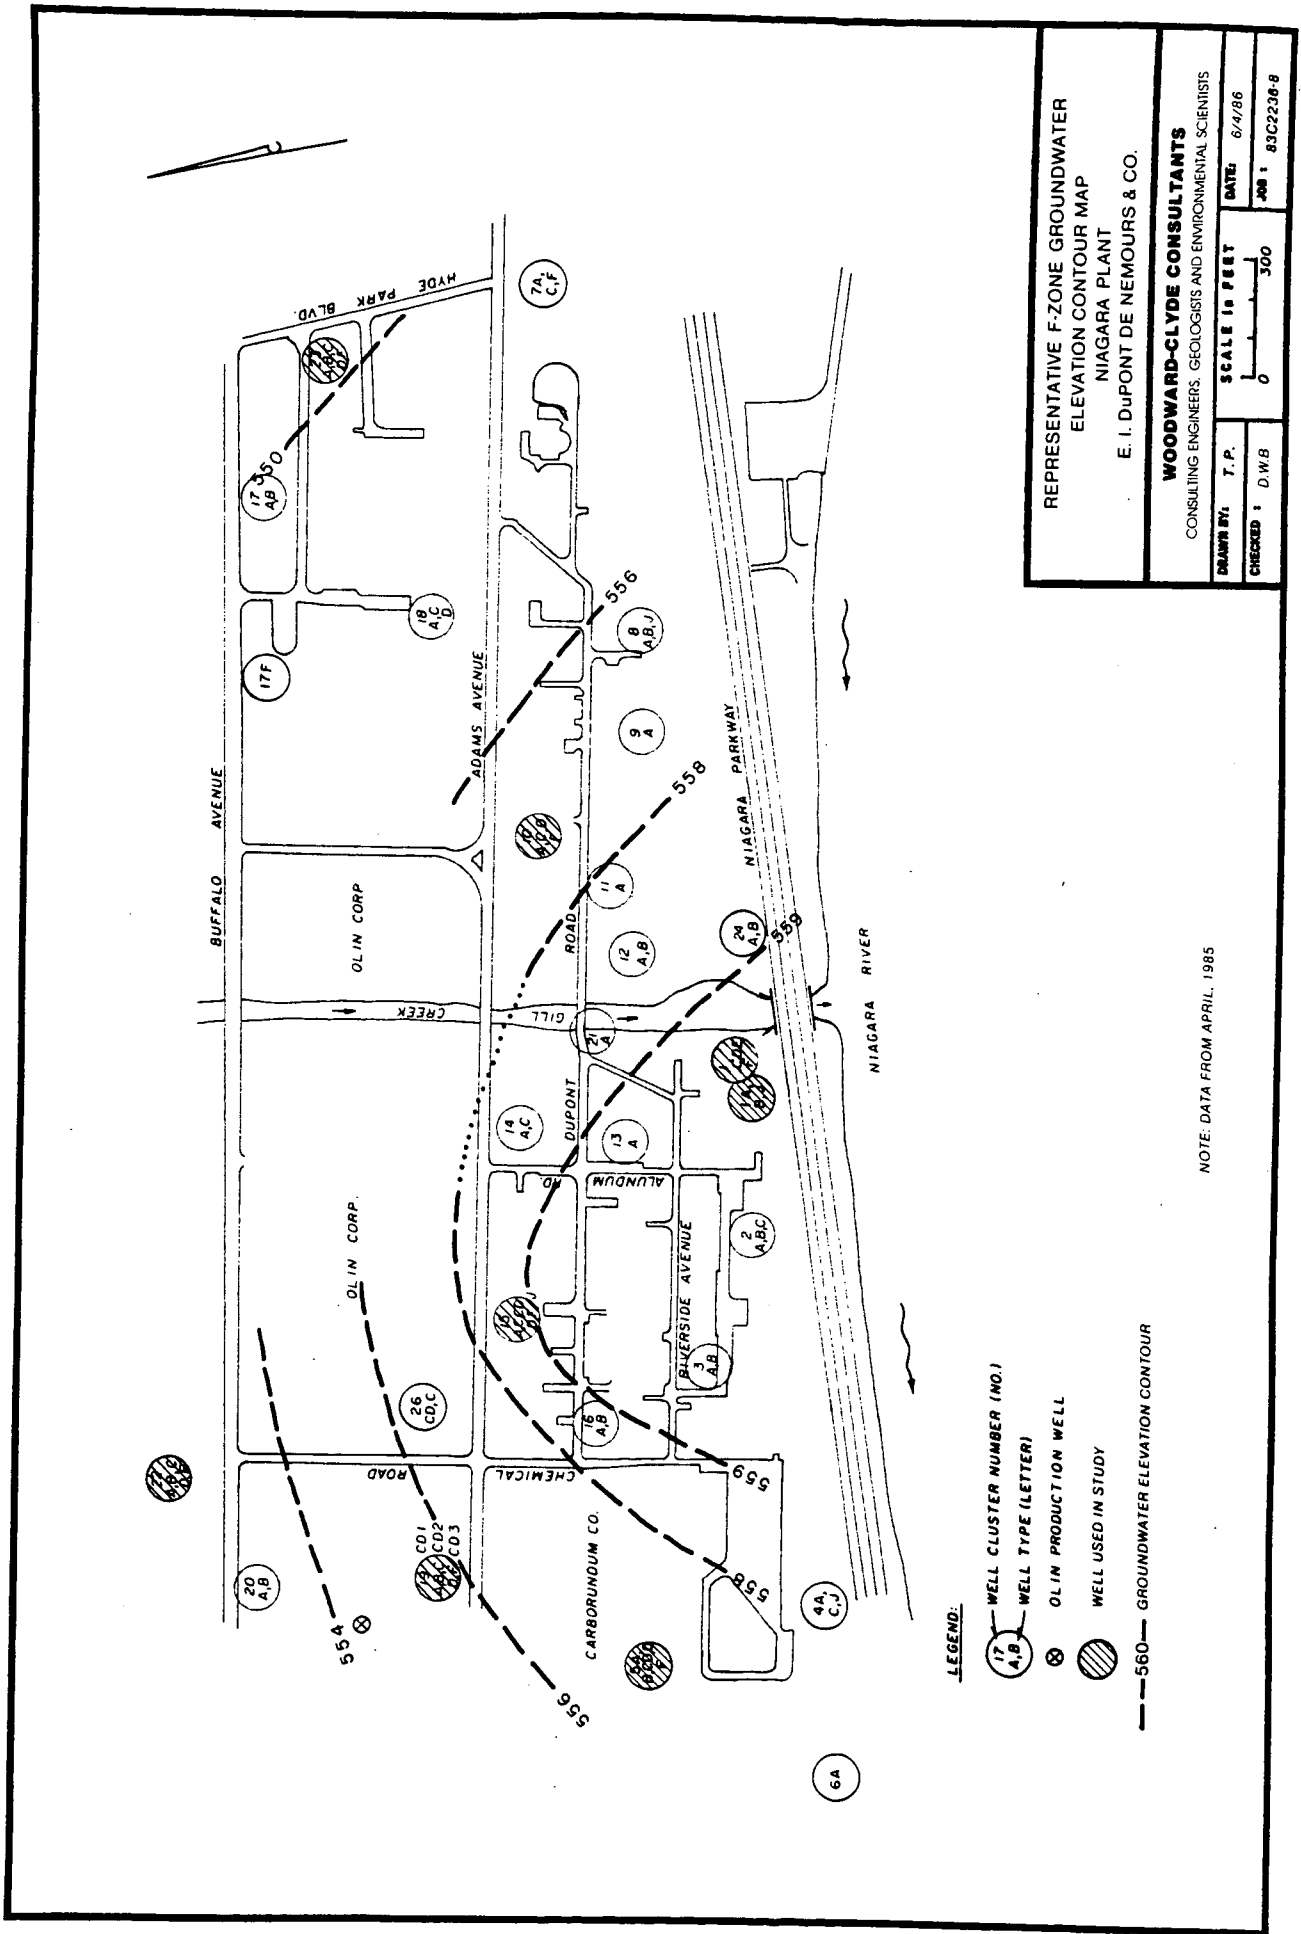 HYDE PARK BLVD.
7A,
C,F
550
17
A,B
18
A,C
D
17F
556
8
A,B,J
ADAMS AVENUE
9
A
BUFFALO AVENUE
NIAGARA PARKWAY
558
OLIN CORP
11
A
12
A,B
24
A,B
559
GILL CREEK
21
A
NIAGARA RIVER
DUPONT ROAD
14
A,C
13
A
ALUNDUM RD.
OLIN CORP.
2
A,B,C
RIVERSIDE AVENUE
3
A,B
26
CD,C
16
A,B
CHEMICAL ROAD
559
CD1
CD2
CD3
20
A,B
CARBORUNDUM CO.
558
4A,
C,J
554
556
6A
LEGEND:
17
A,B
WELL CLUSTER NUMBER (NO.)
WELL TYPE (LETTER)
OLIN PRODUCTION WELL
WELL USED IN STUDY
560 GROUNDWATER ELEVATION CONTOUR
NOTE: DATA FROM APRIL, 1985
REPRESENTATIVE F-ZONE GROUNDWATER
ELEVATION CONTOUR MAP
NIAGARA PLANT
E. I. DuPONT DE NEMOURS & CO.
WOODWARD-CLYDE CONSULTANTS
CONSULTING ENGINEERS, GEOLOGISTS AND ENVIRONMENTAL SCIENTISTS
DRAWN BY: T.P.
SCALE IN FEET
0 300
DATE: 6/4/86
CHECKED: D.W.B
JOB: 83C2236-8